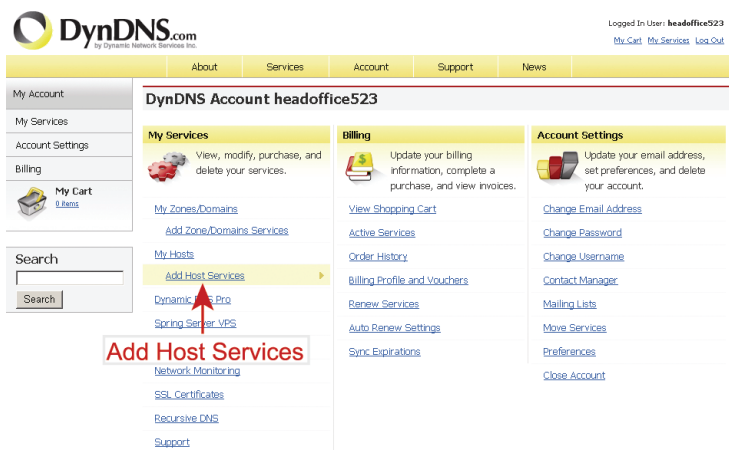 DynDNS.com
by Dynamic Network Services Inc.
Logged In User: headoffice523
My Cart My Services Log Out
About Services Account Support News
My Account
My Services
Account Settings
Billing
My Cart
0 items
Search
Search
DynDNS Account headoffice523
My Services
View, modify, purchase, and
delete your services.
My Zones/Domains
Add Zone/Domains Services
My Hosts
Add Host Services
Dynamic DNS Pro
Spring Server VPS
Add Host Services
Network Monitoring
SSL Certificates
Recursive DNS
Support
Billing
Update your billing
information, complete a
purchase, and view invoices.
View Shopping Cart
Active Services
Order History
Billing Profile and Vouchers
Renew Services
Auto Renew Settings
Sync Expirations
Account Settings
Update your email address,
set preferences, and delete
your account.
Change Email Address
Change Password
Change Username
Contact Manager
Mailing Lists
Move Services
Preferences
Close Account